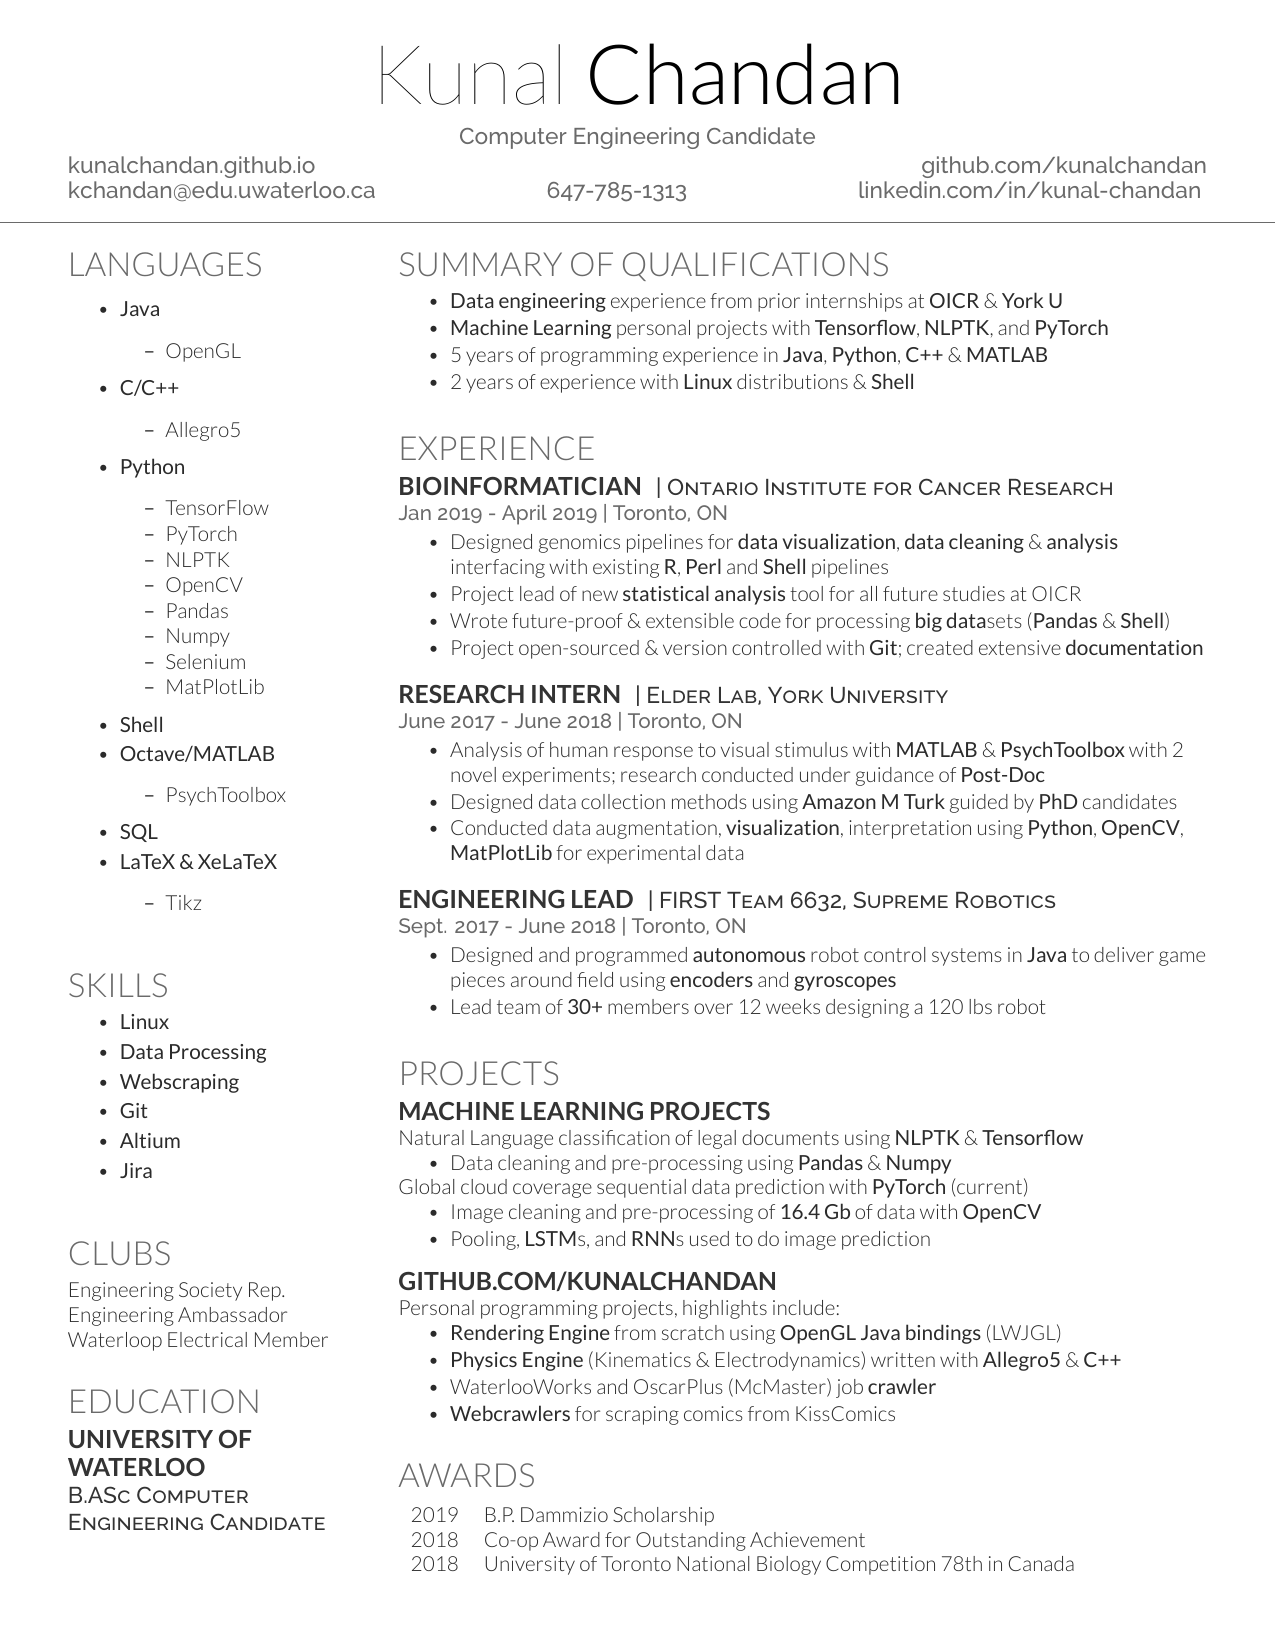 Kunal Chandan
Computer Engineering Candidate
kunalchandan.github.io
github.com/kunalchandan
kchandan@edu.uwaterloo.ca
647-785-1313
linkedin.com/in/kunal-chandan
LANGUAGES
• Java
– OpenGL
• C/C++
– Allegro5
• Python
– TensorFlow
– PyTorch
– NLPTK
– OpenCV
– Pandas
– Numpy
– Selenium
– MatPlotLib
• Shell
• Octave/MATLAB
– PsychToolbox
• SQL
• LaTeX & XeLaTeX
– Tikz
SKILLS
• Linux
• Data Processing
• Webscraping
• Git
• Altium
• Jira
CLUBS
Engineering Society Rep.
Engineering Ambassador
Waterloop Electrical Member
EDUCATION
UNIVERSITY OF
WATERLOO
B.ASc Computer
Engineering Candidate
SUMMARY OF QUALIFICATIONS
• Data engineering experience from prior internships at OICR & York U
• Machine Learning personal projects with Tensorflow, NLPTK, and PyTorch
• 5 years of programming experience in Java, Python, C++ & MATLAB
• 2 years of experience with Linux distributions & Shell
EXPERIENCE
BIOINFORMATICIAN | Ontario Institute for Cancer Research
Jan 2019 - April 2019 | Toronto, ON
• Designed genomics pipelines for data visualization, data cleaning & analysis
interfacing with existing R, Perl and Shell pipelines
• Project lead of new statistical analysis tool for all future studies at OICR
• Wrote future-proof & extensible code for processing big datasets (Pandas & Shell)
• Project open-sourced & version controlled with Git; created extensive documentation
RESEARCH INTERN | Elder Lab, York University
June 2017 - June 2018 | Toronto, ON
• Analysis of human response to visual stimulus with MATLAB & PsychToolbox with 2
novel experiments; research conducted under guidance of Post-Doc
• Designed data collection methods using Amazon M Turk guided by PhD candidates
• Conducted data augmentation, visualization, interpretation using Python, OpenCV,
MatPlotLib for experimental data
ENGINEERING LEAD | FIRST Team 6632, Supreme Robotics
Sept. 2017 - June 2018 | Toronto, ON
• Designed and programmed autonomous robot control systems in Java to deliver game
pieces around field using encoders and gyroscopes
• Lead team of 30+ members over 12 weeks designing a 120 lbs robot
PROJECTS
MACHINE LEARNING PROJECTS
Natural Language classification of legal documents using NLPTK & Tensorflow
• Data cleaning and pre-processing using Pandas & Numpy
Global cloud coverage sequential data prediction with PyTorch (current)
• Image cleaning and pre-processing of 16.4 Gb of data with OpenCV
• Pooling, LSTMs, and RNNs used to do image prediction
GITHUB.COM/KUNALCHANDAN
Personal programming projects, highlights include:
• Rendering Engine from scratch using OpenGL Java bindings (LWJGL)
• Physics Engine (Kinematics & Electrodynamics) written with Allegro5 & C++
• WaterlooWorks and OscarPlus (McMaster) job crawler
• Webcrawlers for scraping comics from KissComics
AWARDS
2019 B.P. Dammizio Scholarship
2018 Co-op Award for Outstanding Achievement
2018 University of Toronto National Biology Competition 78th in Canada